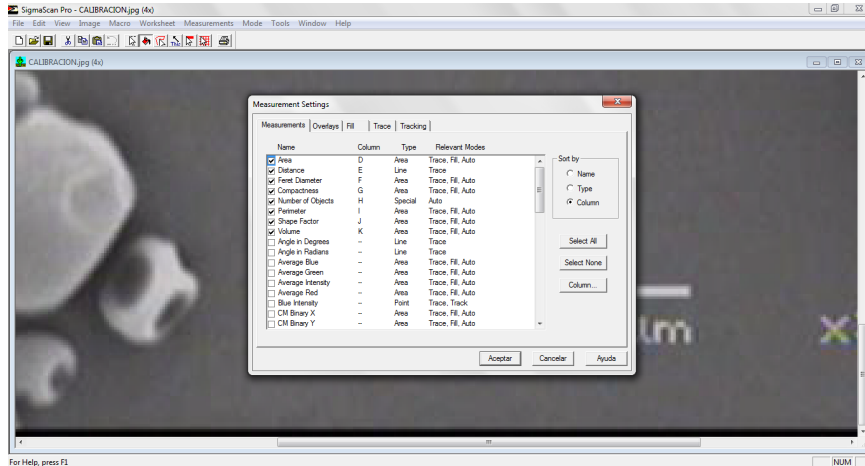 SigmaScan Pro - CALIBRACION.jpg (4x)
File Edit View Image Macro Worksheet Measurements Mode Tools Window Help
CALIBRACION.jpg (4x)
Measurement Settings
Measurements Overlays Fill Trace Tracking
Name Column Type Relevant Modes
Area D Area Trace, Fill, Auto
Distance E Line Trace
Feret Diameter F Area Trace, Fill, Auto
Compactness G Area Trace, Fill, Auto
Number of Objects H Special Auto
Perimeter I Area Trace, Fill, Auto
Shape Factor J Area Trace, Fill, Auto
Volume K Area Trace, Fill, Auto
Angle in Degrees – Line Trace
Angle in Radians – Line Trace
Average Blue – Area Trace, Fill, Auto
Average Green – Area Trace, Fill, Auto
Average Intensity – Area Trace, Fill, Auto
Average Red – Area Trace, Fill, Auto
Blue Intensity – Point Trace, Track
CM Binary X – Area Trace, Fill, Auto
CM Binary Y – Area Trace, Fill, Auto
Sort by
Name
Type
Column
Select All
Select None
Column...
Aceptar Cancelar Ayuda
For Help, press F1
NUM